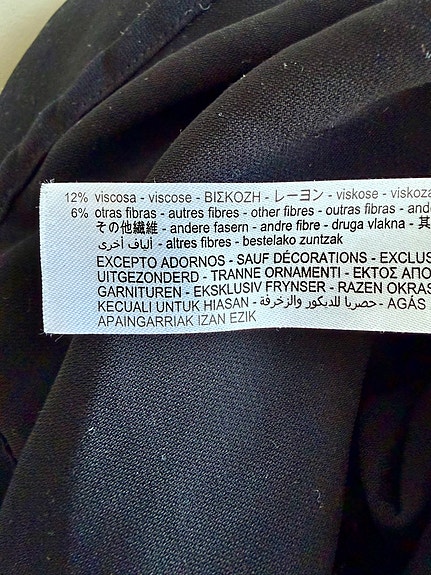 12% viscosa - viscose - ΒΙΣΚΟΖΗ - レーヨン - viskose - viskoza
6% otras fibras - autres fibres - other fibres - outras fibras - and
その他繊維 - andere fasern - andre fibre - druga vlakna - 其
ألياف أخرى - altres fibres - bestelako zuntzak
EXCEPTO ADORNOS - SAUF DÉCORATIONS - EXCLUS
UITGEZONDERD - TRANNE ORNAMENTI - ΕΚΤΟΣ ΑΠΟ
GARNITUREN - EKSKLUSIV FRYNSER - RAZEN OKRAS
KECUALI UNTUK HIASAN - حصريا للديكور والزخرفة - AGÁS
APAINGARRIAK IZAN EZIK